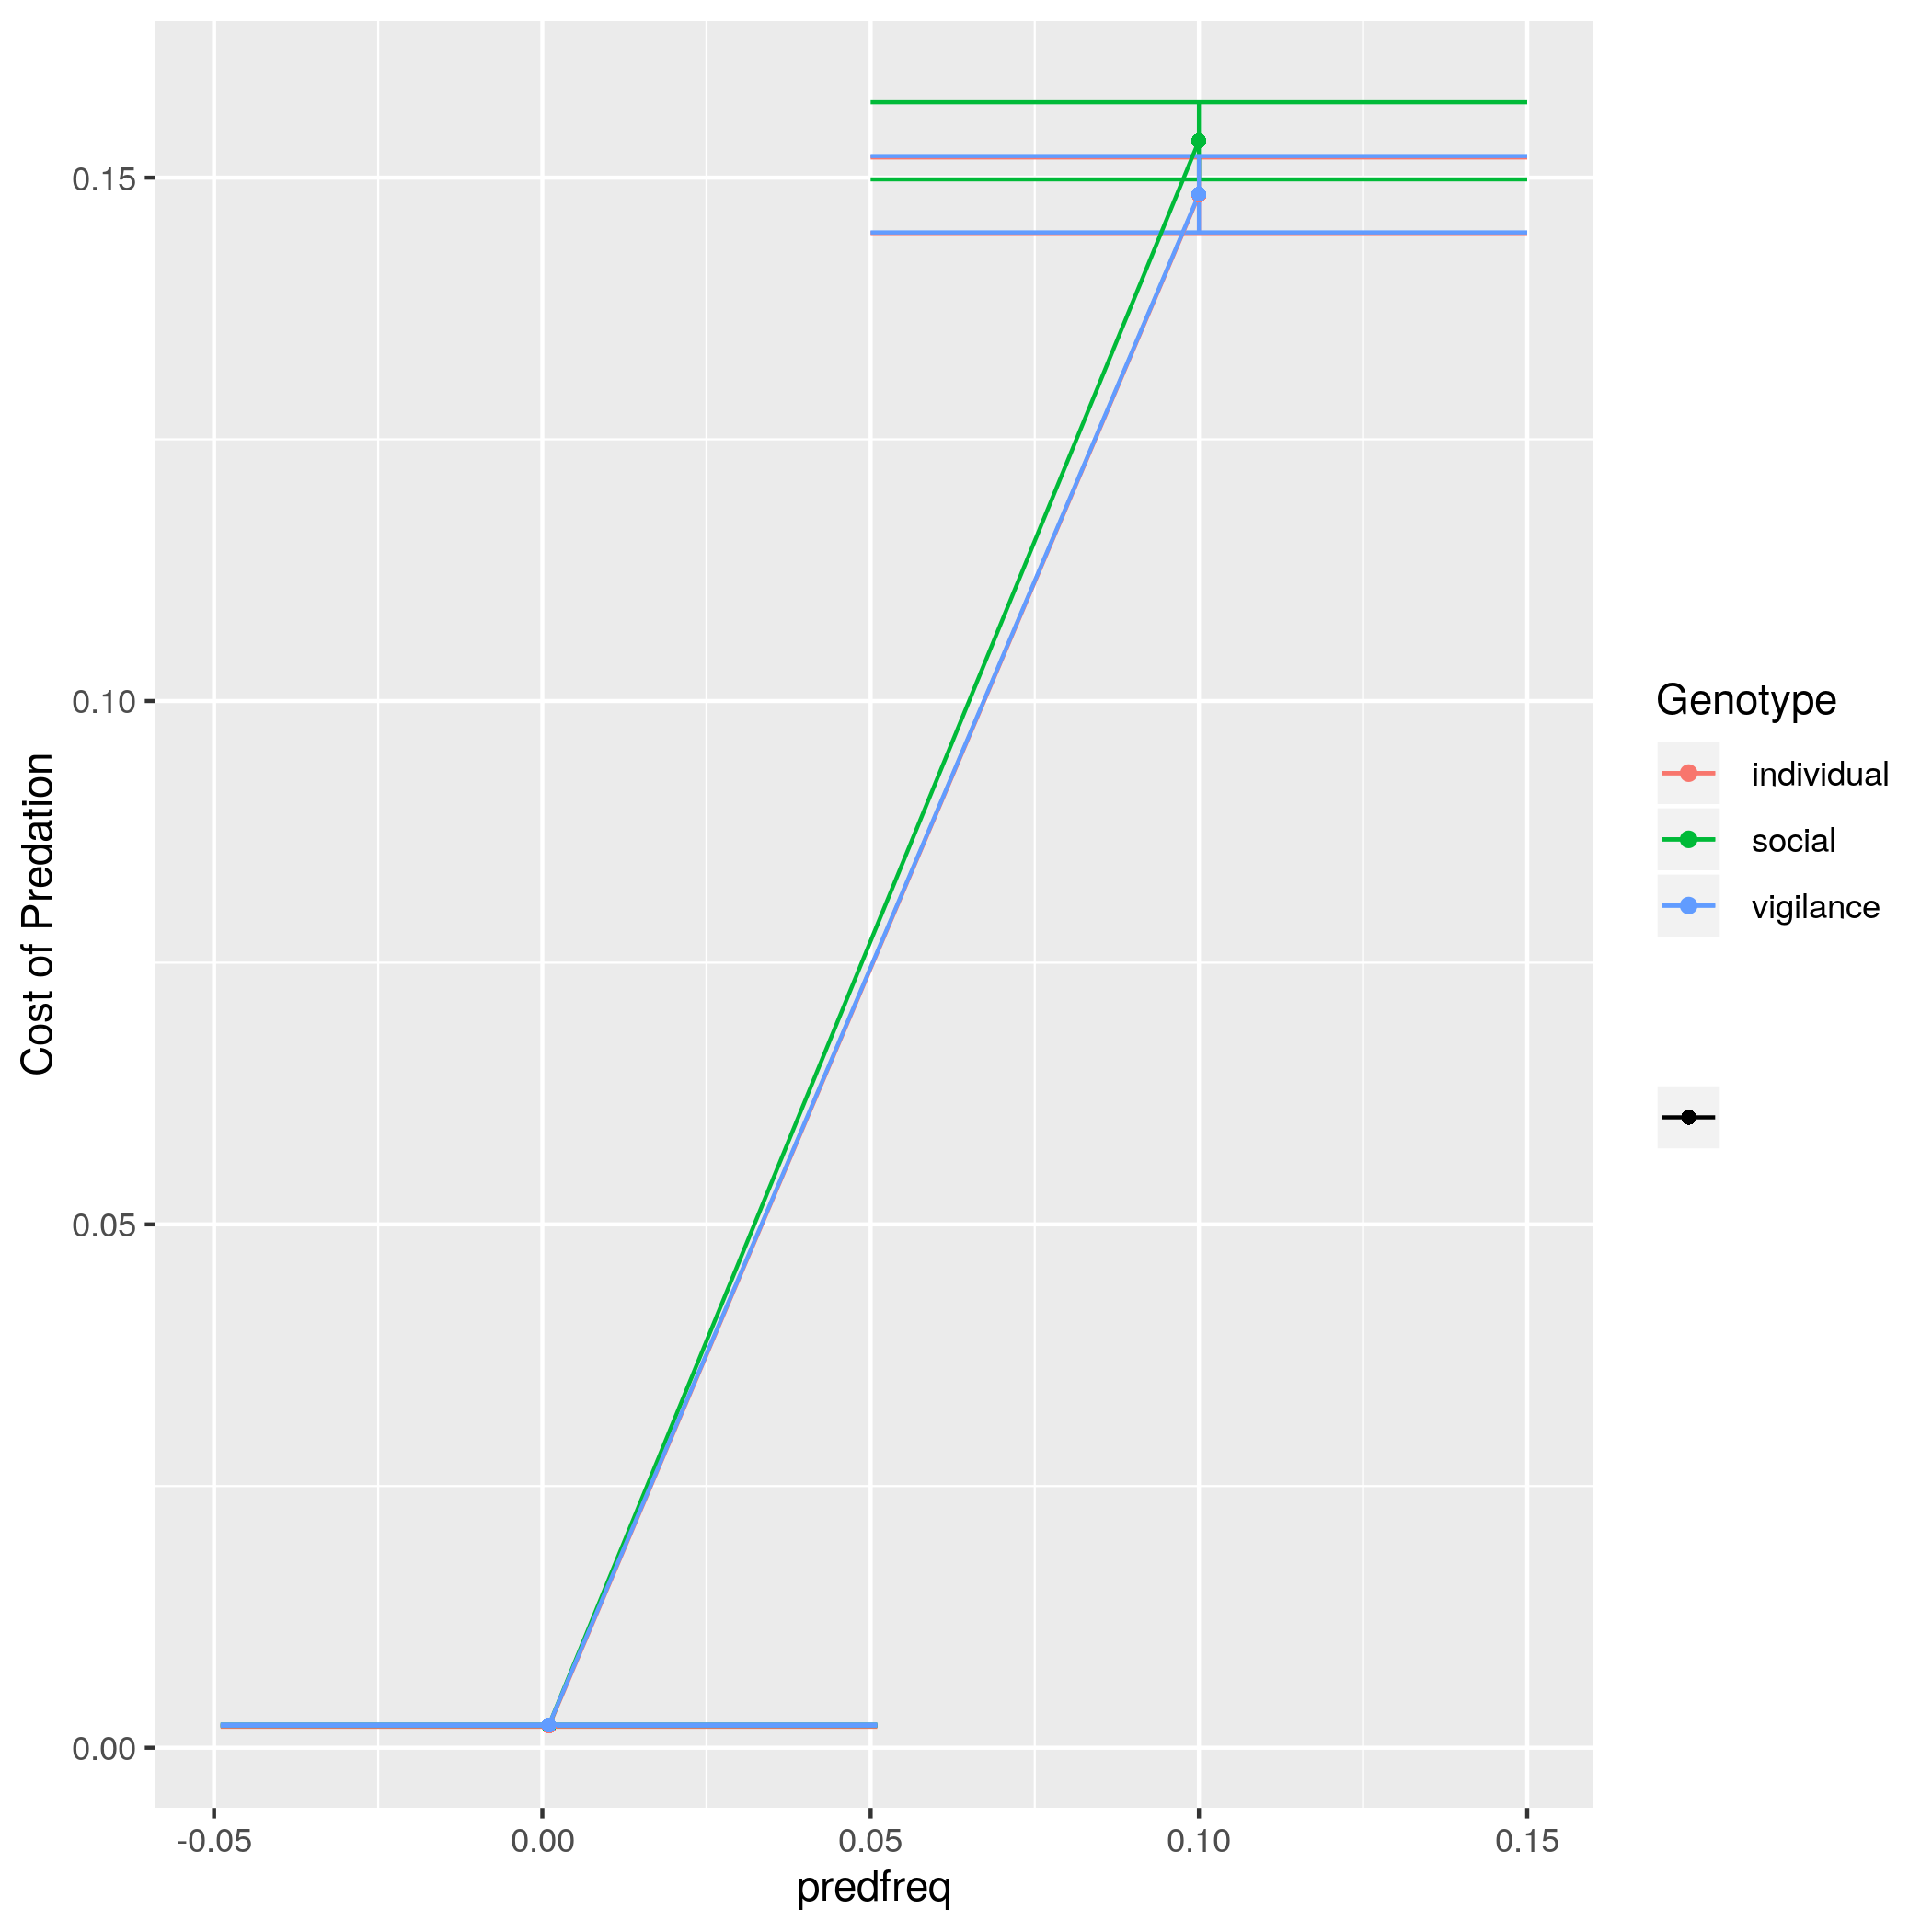 0.15
0.10
0.05
0.00
Cost of Predation
-0.05 0.00 0.05 0.10 0.15
predfreq
Genotype
individual
social
vigilance